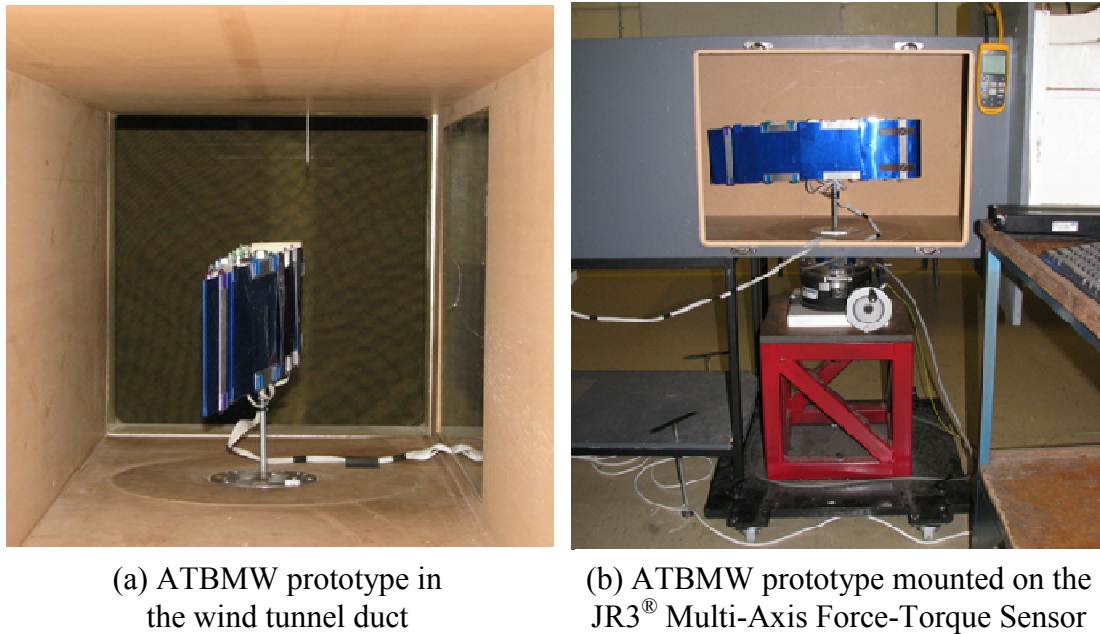 (a) ATBMW prototype in
the wind tunnel duct
(b) ATBMW prototype mounted on the
JR3® Multi-Axis Force-Torque Sensor